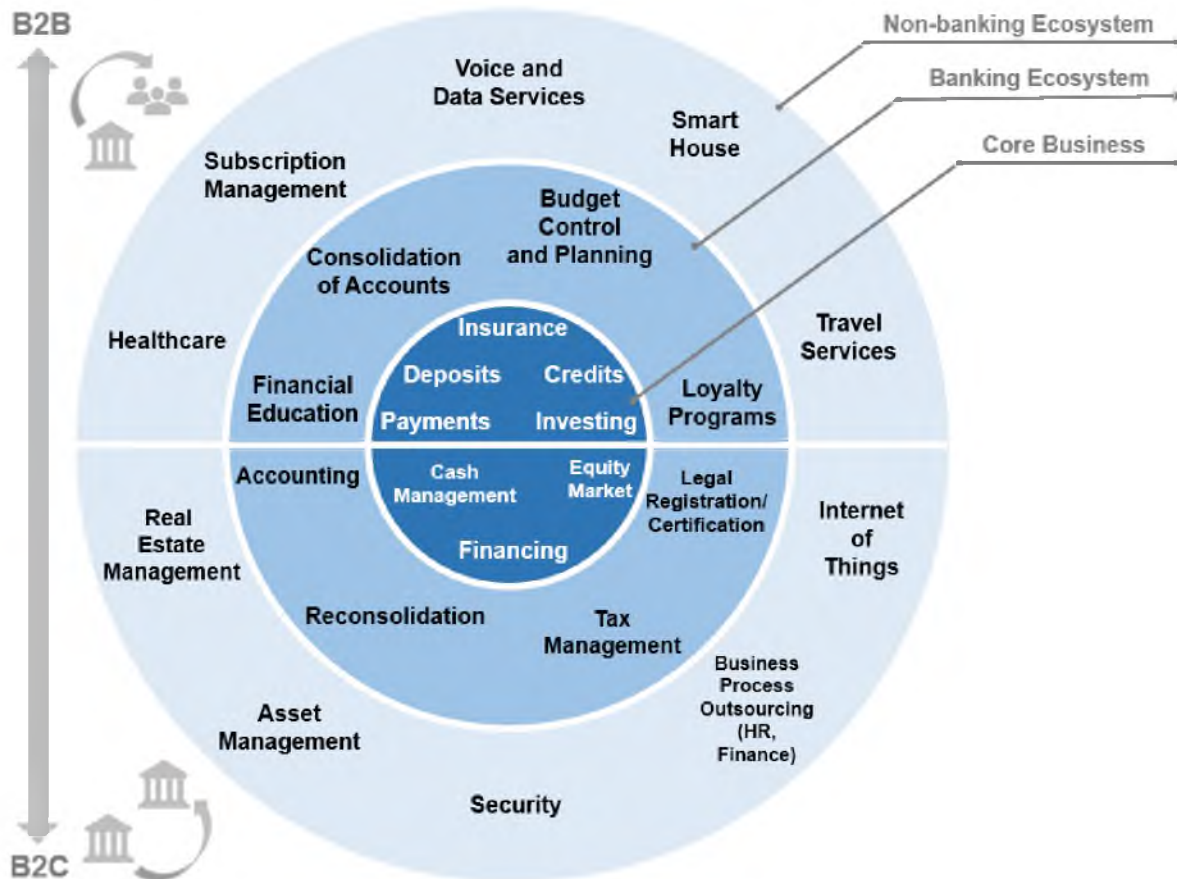 B2B
Non-banking Ecosystem
Banking Ecosystem
Core Business
Voice and
Data Services
Smart
House
Subscription
Management
Budget
Control
and Planning
Consolidation
of Accounts
Healthcare
Travel
Services
Insurance
Deposits
Credits
Payments
Investing
Financial
Education
Loyalty
Programs
Accounting
Cash
Management
Equity
Market
Legal
Registration/
Certification
Real
Estate
Management
Internet
of
Things
Financing
Reconsolidation
Tax
Management
Business
Process
Outsourcing
(HR,
Finance)
Asset
Management
Security
B2C